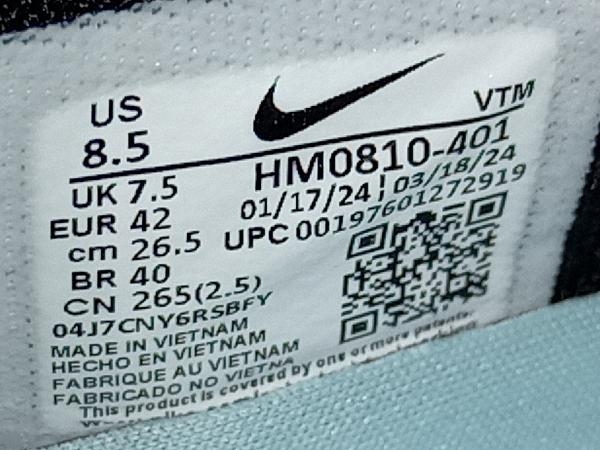 US
8.5
VTM
UK 7.5
HM0810-401
EUR 42
01/17/24 | 03/18/24
cm 26.5
UPC 00197601272919
BR 40
CN 265(2.5)
04J7CNY6RSBFY
MADE IN VIETNAM
HECHO EN VIETNAM
FABRIQUE AU VIETNAM
FABRICADO NO VIETNA
This product is covered by one or more patents.